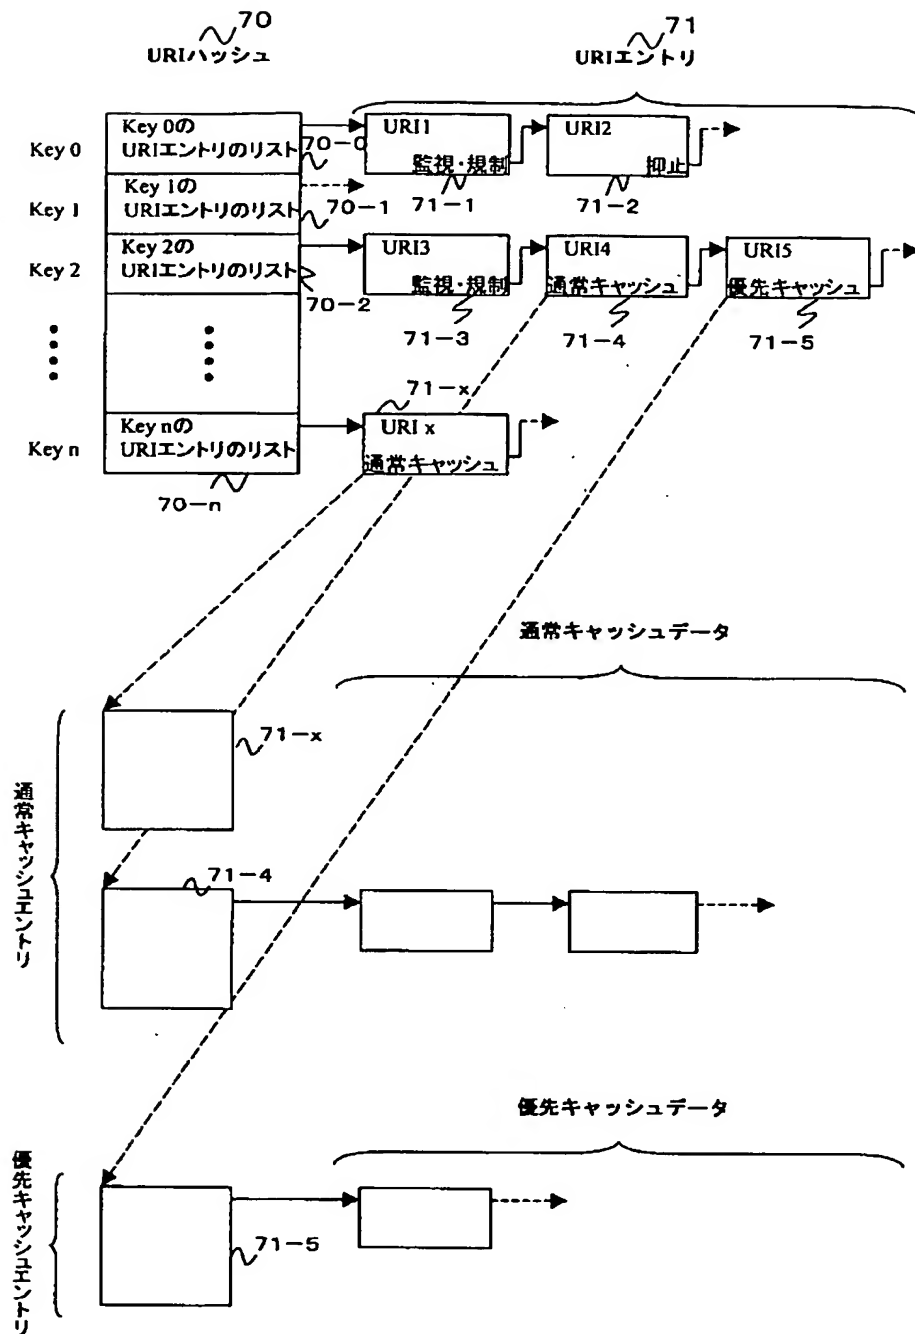 70
URIハッシュ
71
URIエントリ
Key 0
Key 0の
URIエントリのリスト
70-0
URI1
監視・規制
71-1
URI2
抑止
71-2
Key 1
Key 1の
URIエントリのリスト
70-1
Key 2
Key 2の
URIエントリのリスト
70-2
URI3
監視・規制
71-3
URI4
通常キャッシュ
71-4
URI5
優先キャッシュ
71-5
Key n
Key nの
URIエントリのリスト
70-n
71-x
URI x
通常キャッシュ
通常キャッシュデータ
通常キャッシュエントリ
71-x
71-4
優先キャッシュデータ
優先キャッシュエントリ
71-5